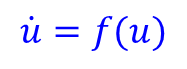 u̇ = f(u)